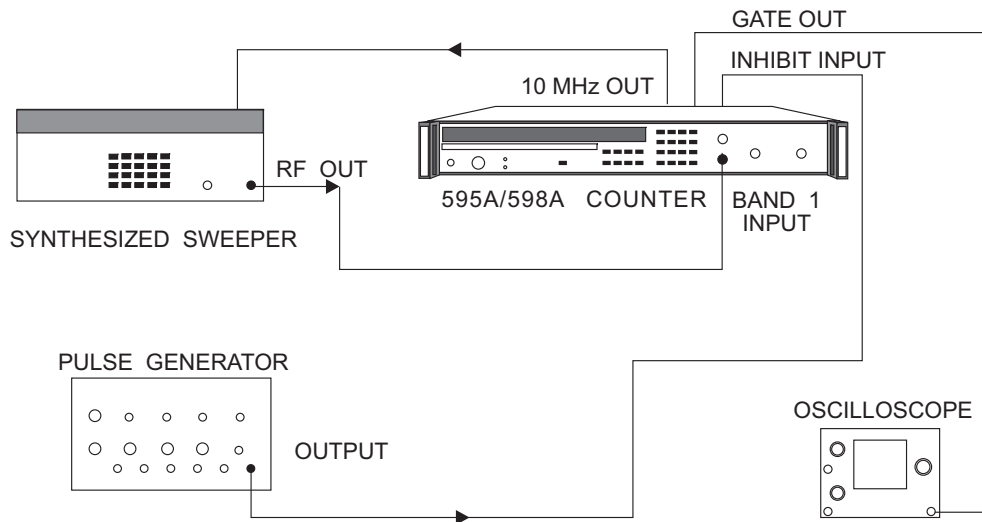 GATE OUT
INHIBIT INPUT
10 MHz OUT
RF OUT
595A/598A COUNTER
BAND 1
INPUT
SYNTHESIZED SWEEPER
PULSE GENERATOR
OUTPUT
OSCILLOSCOPE